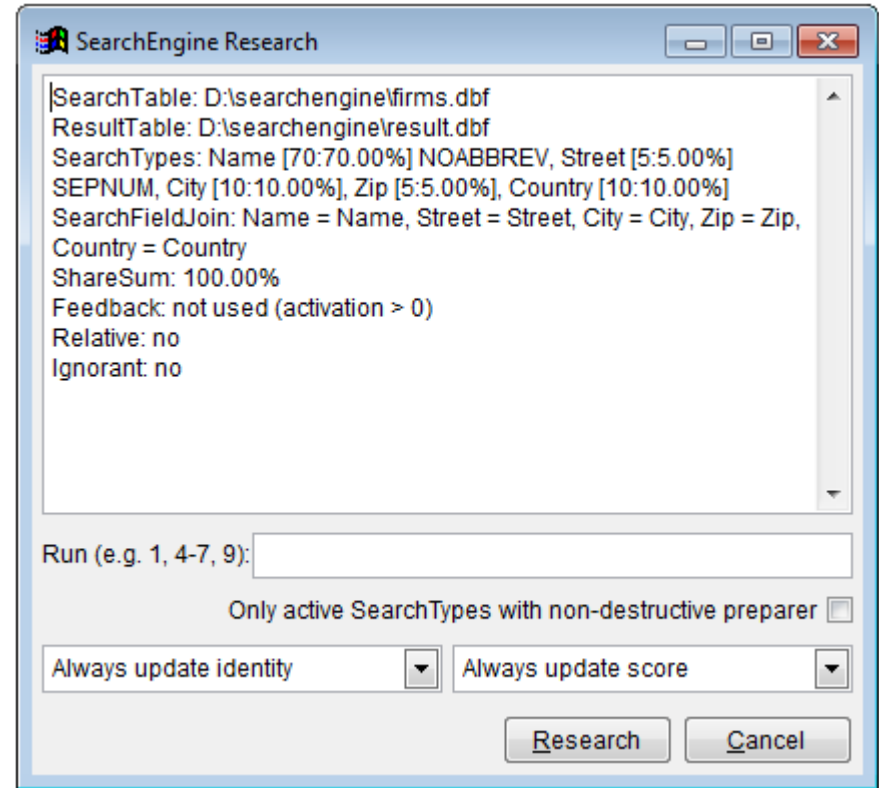 SearchEngine Research
SearchTable: D:\searchengine\firms.dbf
ResultTable: D:\searchengine\result.dbf
SearchTypes: Name [70:70.00%] NOABBREV, Street [5:5.00%]
SEPNUM, City [10:10.00%], Zip [5:5.00%], Country [10:10.00%]
SearchFieldJoin: Name = Name, Street = Street, City = City, Zip = Zip,
Country = Country
ShareSum: 100.00%
Feedback: not used (activation > 0)
Relative: no
Ignorant: no
Run (e.g. 1, 4-7, 9):
Only active SearchTypes with non-destructive preparer
Always update identity Always update score
Research Cancel